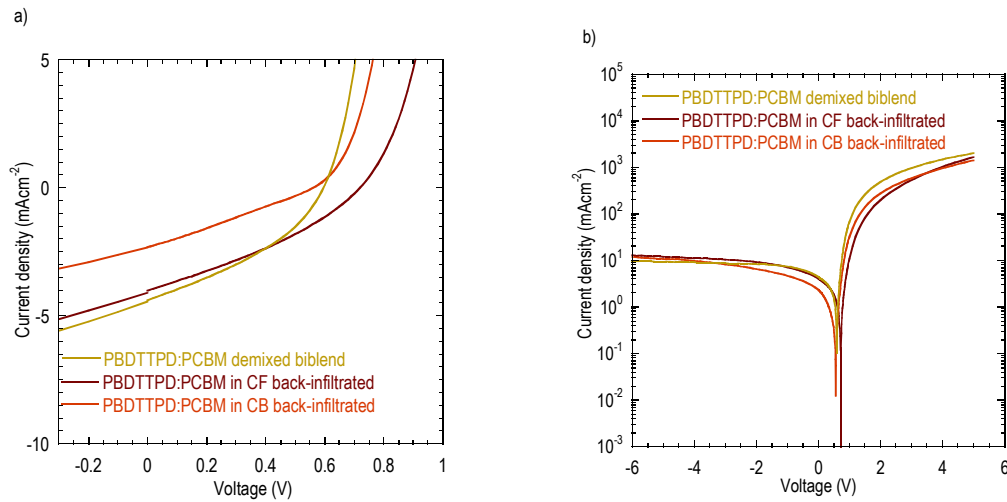 a)
5
0
-5
-10
Current density (mAcm-2)
PBDTTPD:PCBM demixed biblend
PBDTTPD:PCBM in CF back-infiltrated
PBDTTPD:PCBM in CB back-infiltrated
-0.2 0 0.2 0.4 0.6 0.8 1
Voltage (V)
b)
10⁵
10⁴
10³
10²
10¹
10⁰
10⁻¹
10⁻²
10⁻³
Current density (mAcm⁻²)
PBDTTPD:PCBM demixed biblend
PBDTTPD:PCBM in CF back-infiltrated
PBDTTPD:PCBM in CB back-infiltrated
-6 -4 -2 0 2 4 6
Voltage (V)